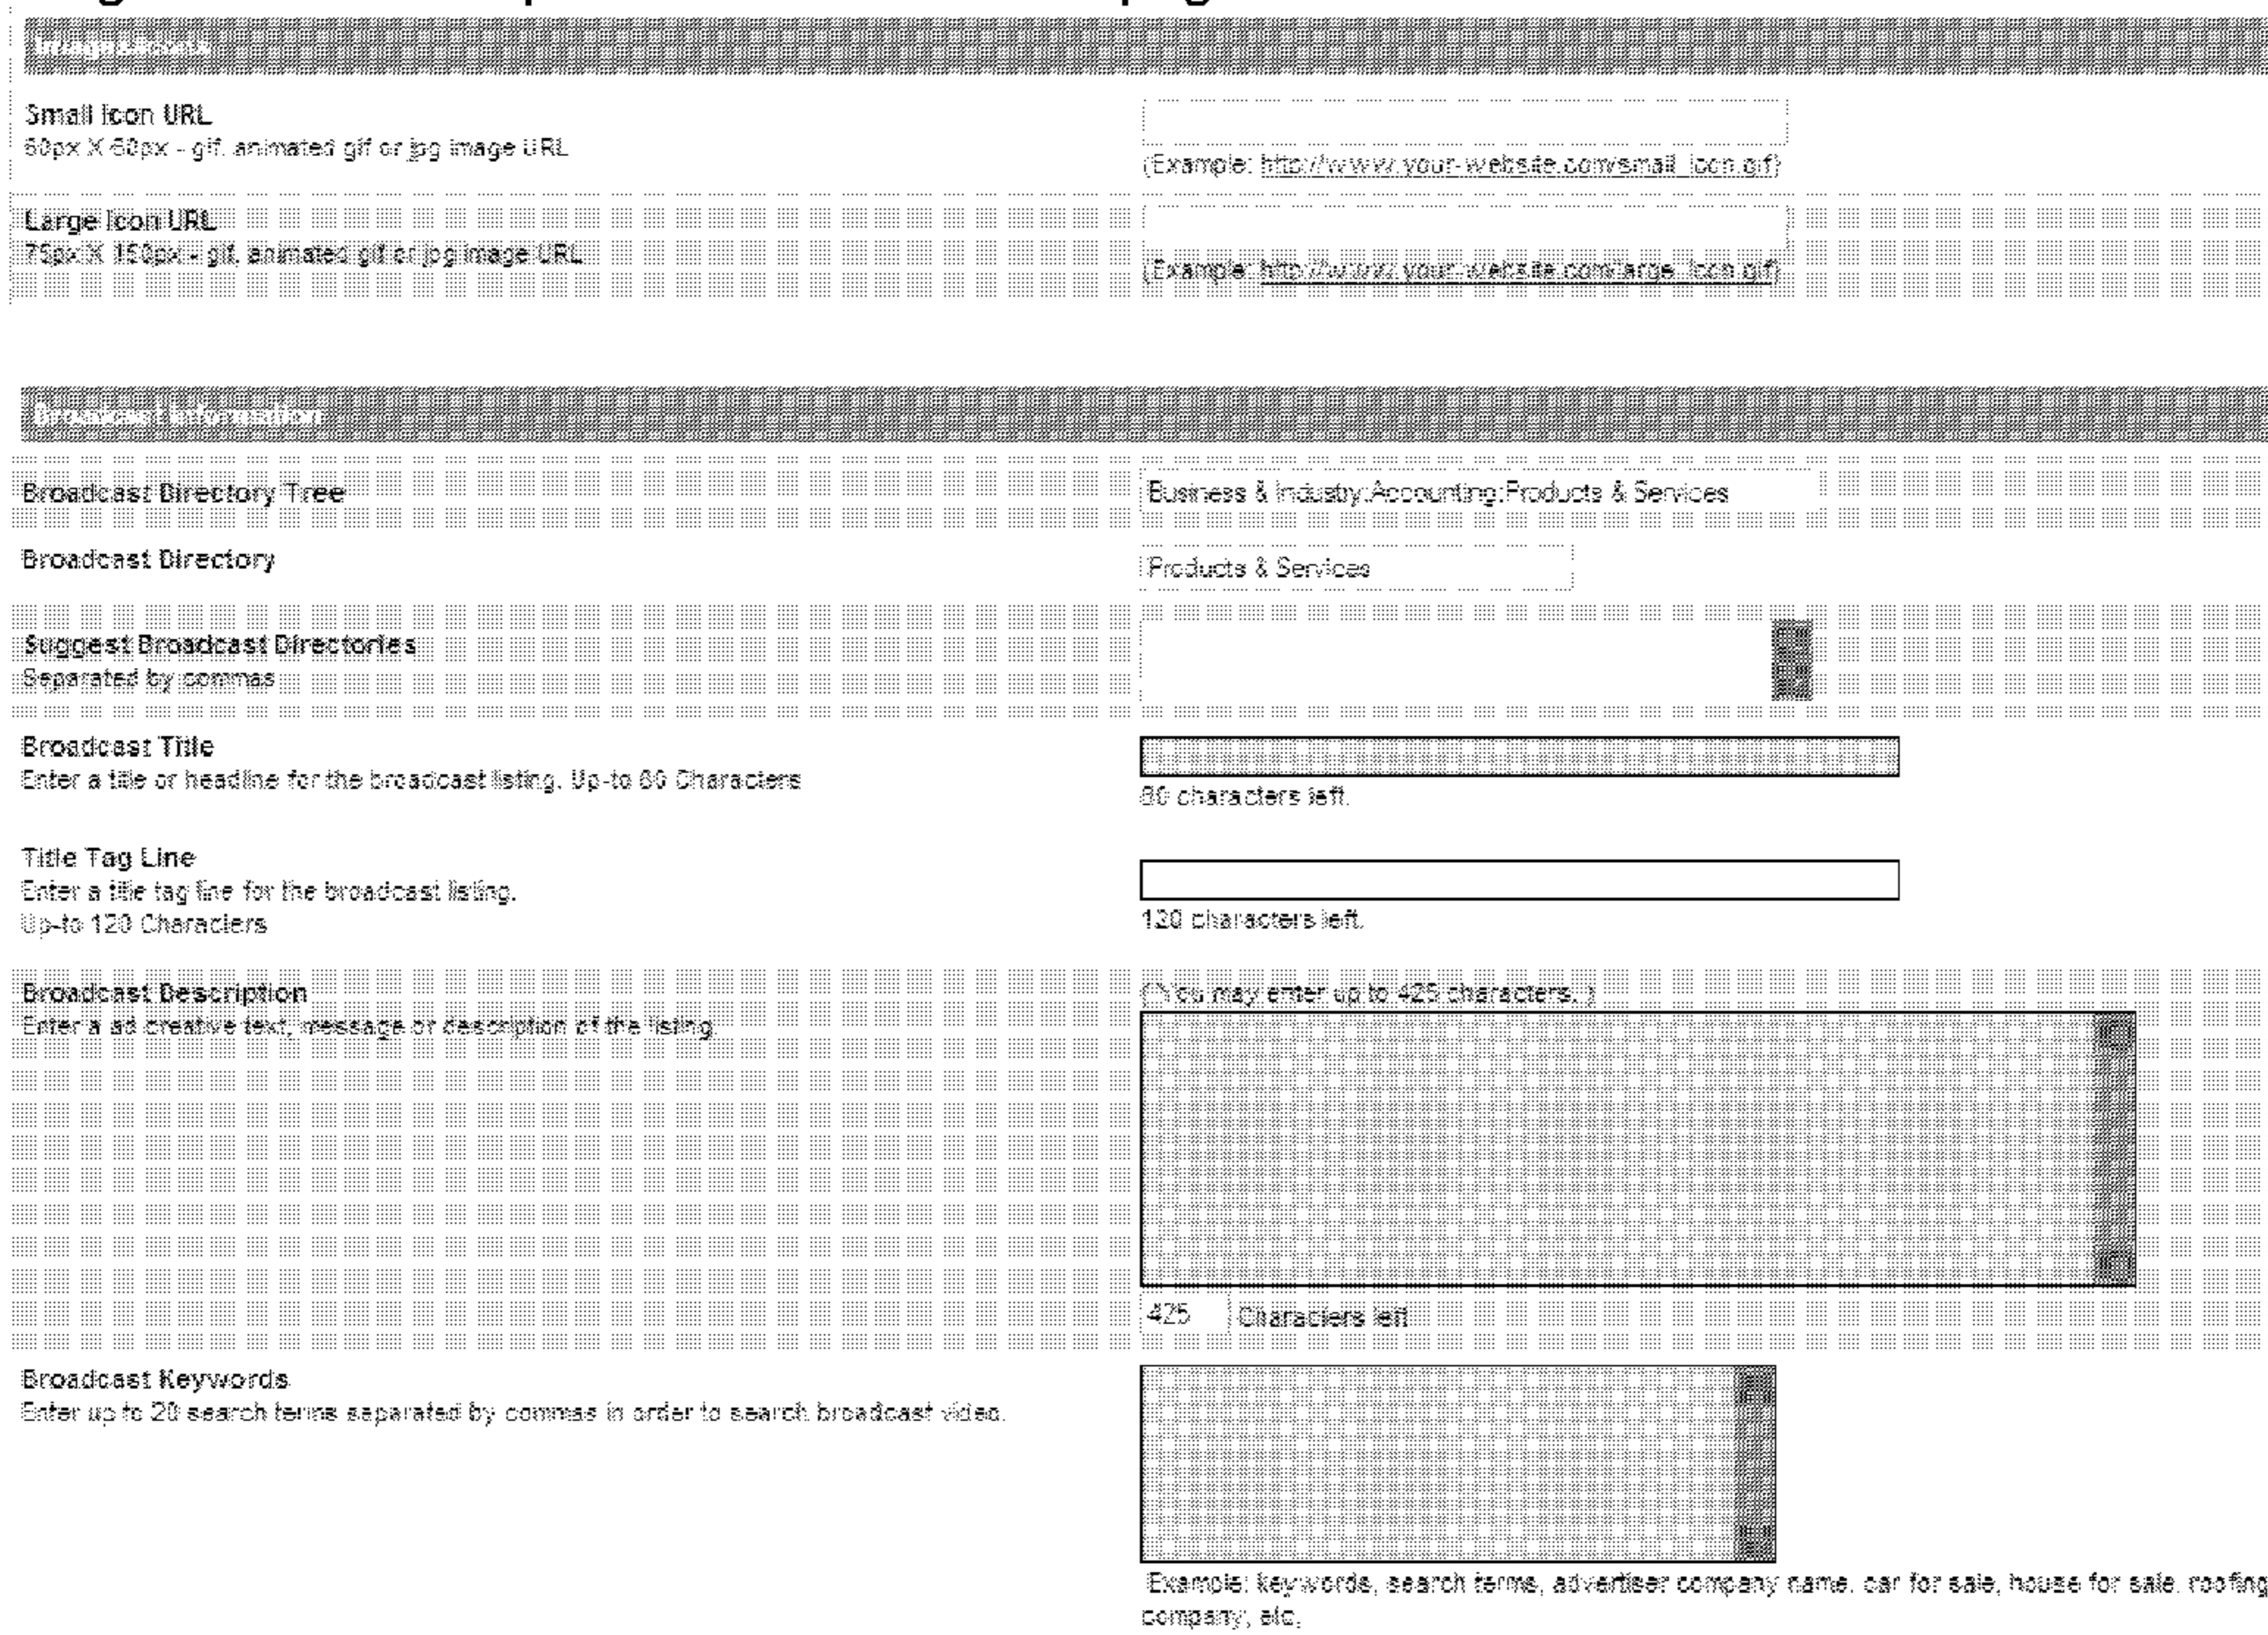 Images/Icons
Small Icon URL
60px X 60px - gif, animated gif or jpg image URL
(Example: http://www.your-website.com/small_icon.gif)
Large Icon URL
75px X 150px - gif, animated gif or jpg image URL
(Example: http://www.your-website.com/large_icon.gif)
Broadcast Information
Broadcast Directory Tree
Business & Industry:Accounting:Products & Services
Broadcast Directory
Products & Services
Suggest Broadcast Directories
Separated by commas
Broadcast Title
Enter a title or headline for the broadcast listing. Up-to 80 Characters
80 characters left.
Title Tag Line
Enter a title tag line for the broadcast listing.
Up-to 120 Characters
120 characters left.
Broadcast Description
(You may enter up to 425 characters. )
Enter a ad creative text, message or description of the listing.
425 Characters left
Broadcast Keywords
Enter up to 20 search terms separated by commas in order to search broadcast video.
Example: keywords, search terms, advertiser company name, car for sale, house for sale, roofing
company, etc.